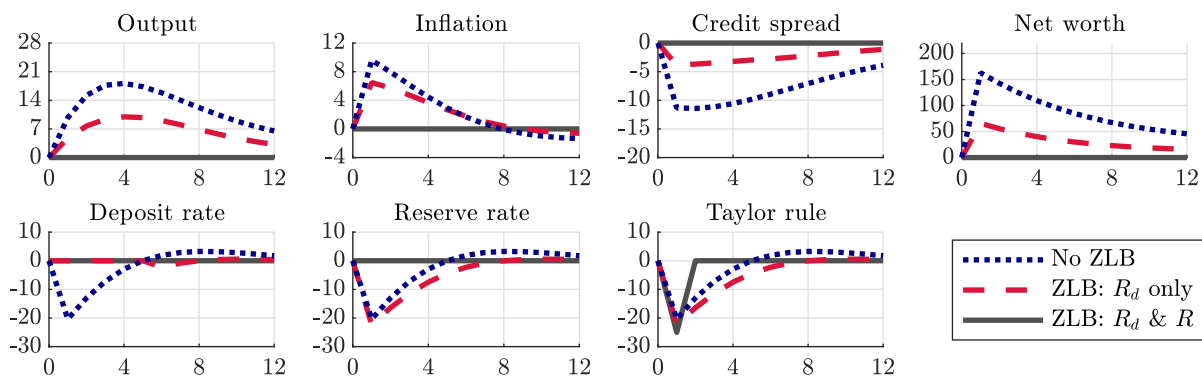 Output
Inflation
Credit spread
Net worth
28
21
14
7
0
0 4 8 12
12
8
4
0
-4
0 4 8 12
0
-5
-10
-15
-20
0 4 8 12
200
150
100
50
0
0 4 8 12
Deposit rate
Reserve rate
Taylor rule
10
0
-10
-20
-30
0 4 8 12
10
0
-10
-20
-30
0 4 8 12
10
0
-10
-20
-30
0 4 8 12
No ZLB
ZLB: R_d only
ZLB: R_d & R